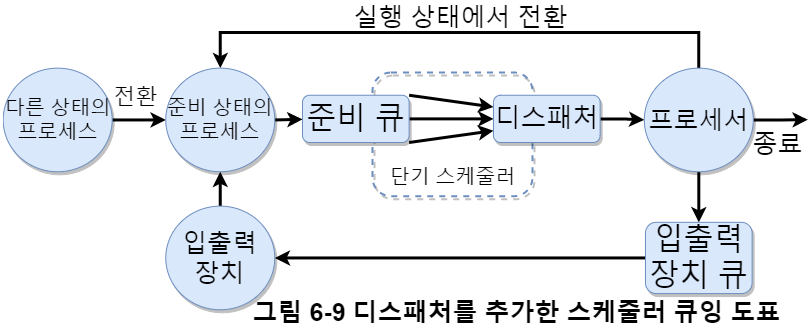 실행 상태에서 전환
다른 상태의
프로세스
전환
준비 상태의
프로세스
준비 큐
디스패처
프로세서
종료
단기 스케줄러
입출력
장치
입출력
장치 큐
그림 6-9 디스패처를 추가한 스케줄러 큐잉 도표